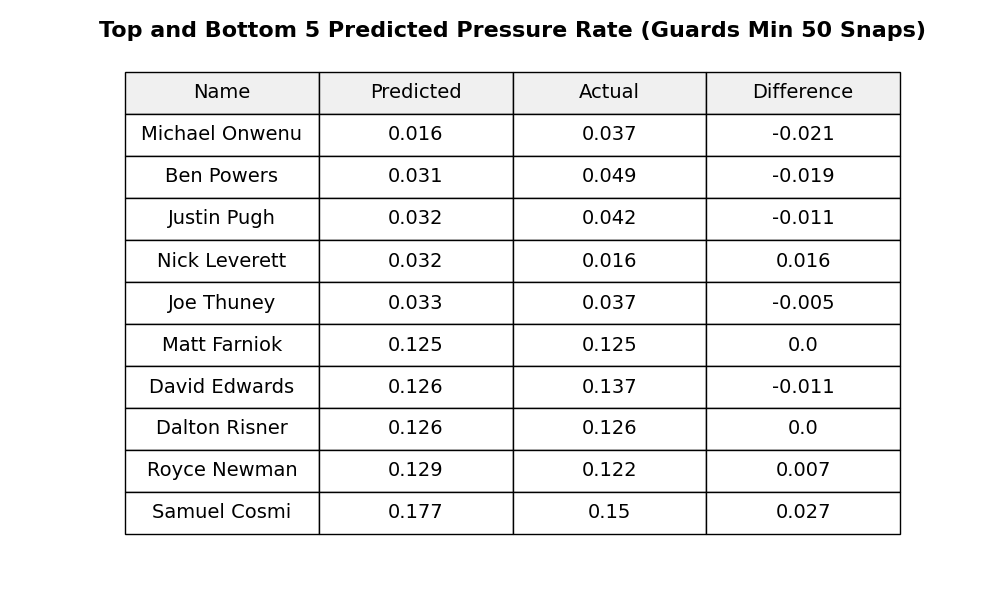 Top and Bottom 5 Predicted Pressure Rate (Guards Min 50 Snaps)
Name Predicted Actual Difference
Michael Onwenu 0.016 0.037 -0.021
Ben Powers 0.031 0.049 -0.019
Justin Pugh 0.032 0.042 -0.011
Nick Leverett 0.032 0.016 0.016
Joe Thuney 0.033 0.037 -0.005
Matt Farniok 0.125 0.125 0.0
David Edwards 0.126 0.137 -0.011
Dalton Risner 0.126 0.126 0.0
Royce Newman 0.129 0.122 0.007
Samuel Cosmi 0.177 0.15 0.027